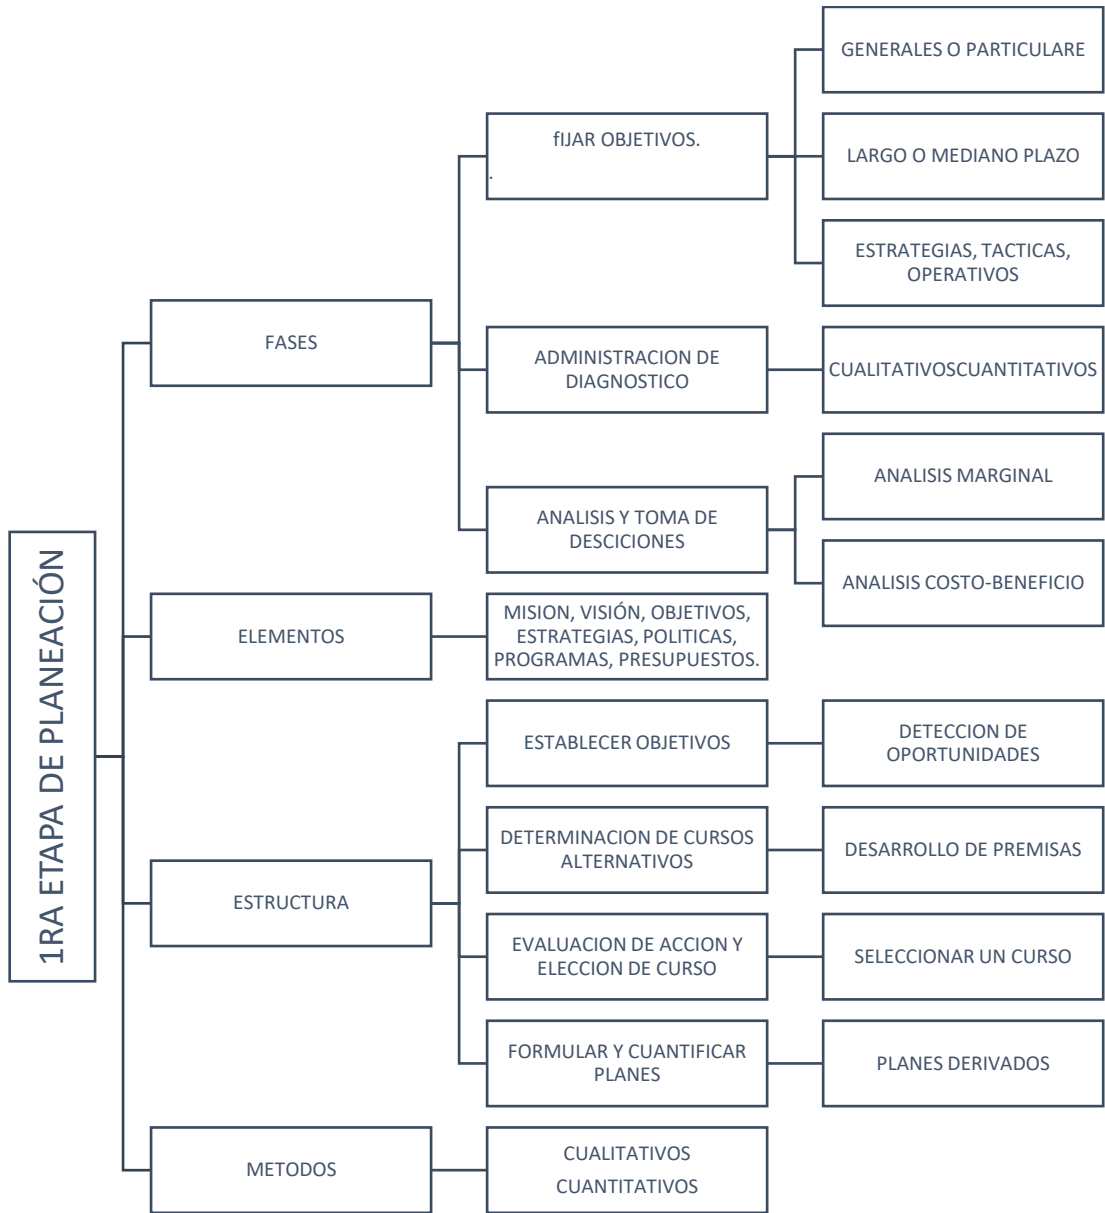 1RA ETAPA DE PLANEACIÓN
FASES
fIJAR OBJETIVOS.
.
GENERALES O PARTICULARE
LARGO O MEDIANO PLAZO
ESTRATEGIAS, TACTICAS,
OPERATIVOS
ADMINISTRACION DE
DIAGNOSTICO
CUALITATIVOSCUANTITATIVOS
ANALISIS Y TOMA DE
DESCICIONES
ANALISIS MARGINAL
ANALISIS COSTO-BENEFICIO
ELEMENTOS
MISION, VISIÓN, OBJETIVOS,
ESTRATEGIAS, POLITICAS,
PROGRAMAS, PRESUPUESTOS.
ESTRUCTURA
ESTABLECER OBJETIVOS
DETECCION DE
OPORTUNIDADES
DETERMINACION DE CURSOS
ALTERNATIVOS
DESARROLLO DE PREMISAS
EVALUACION DE ACCION Y
ELECCION DE CURSO
SELECCIONAR UN CURSO
FORMULAR Y CUANTIFICAR
PLANES
PLANES DERIVADOS
METODOS
CUALITATIVOS
CUANTITATIVOS